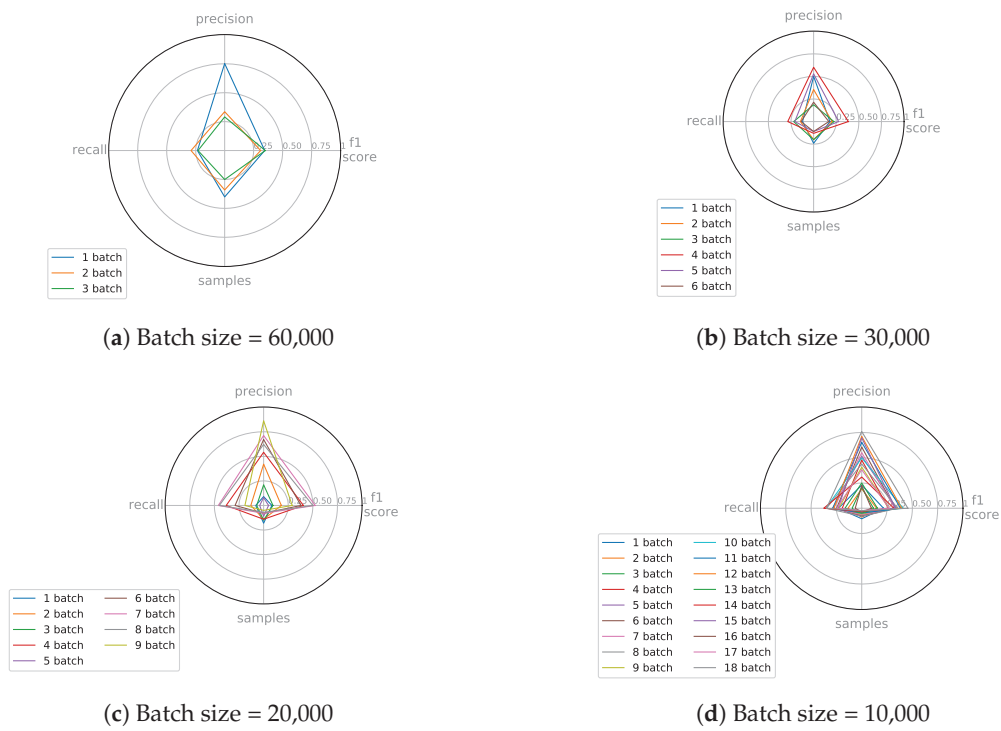 precision
recall
0.25 0.50 0.75 1
f1
score
samples
1 batch
2 batch
3 batch
(a) Batch size = 60,000
precision
recall
0.25 0.50 0.75 1
f1
score
samples
1 batch
2 batch
3 batch
4 batch
5 batch
6 batch
(b) Batch size = 30,000
precision
recall
0.25 0.50 0.75 1
f1
score
samples
1 batch 6 batch
2 batch 7 batch
3 batch 8 batch
4 batch 9 batch
5 batch
(c) Batch size = 20,000
precision
recall
0.25 0.50 0.75 1
f1
score
samples
1 batch 10 batch
2 batch 11 batch
3 batch 12 batch
4 batch 13 batch
5 batch 14 batch
6 batch 15 batch
7 batch 16 batch
8 batch 17 batch
9 batch 18 batch
(d) Batch size = 10,000